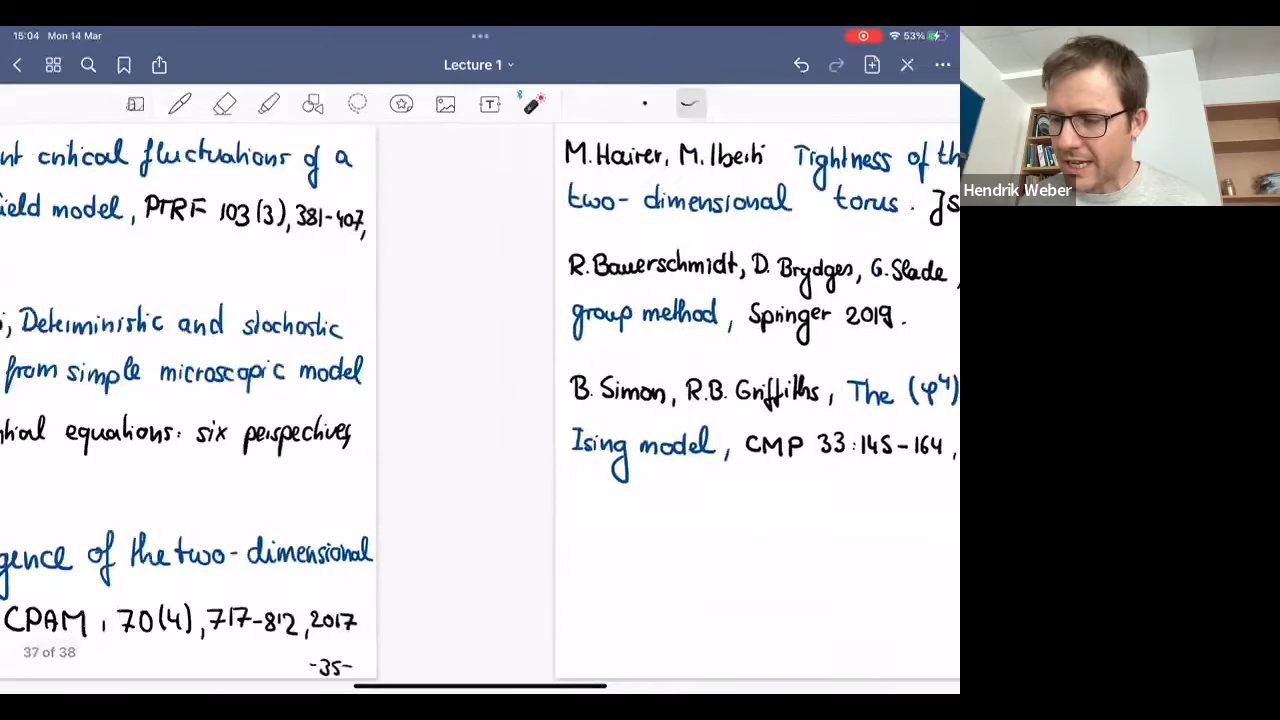 15:04 Mon 14 Mar
53%
Lecture 1
nt critical fluctuations of a
ield model, PTRF 103(3), 381-407,
i, Deterministic and stochastic
from simple microscopic model
ntial equations: six perspectives,
gence of the two-dimensional
CPAM, 70(4), 717-812, 2017
37 of 38
-35-
M. Hairer, M. Iberti Tightness of th
two-dimensional torus. JS
R. Bauerschmidt, D. Brydges, G. Slade,
group method, Springer 2019.
B. Simon, R.B. Griffiths, The (φ⁴)
Ising model, CMP 33:145-164,
Hendrik Weber